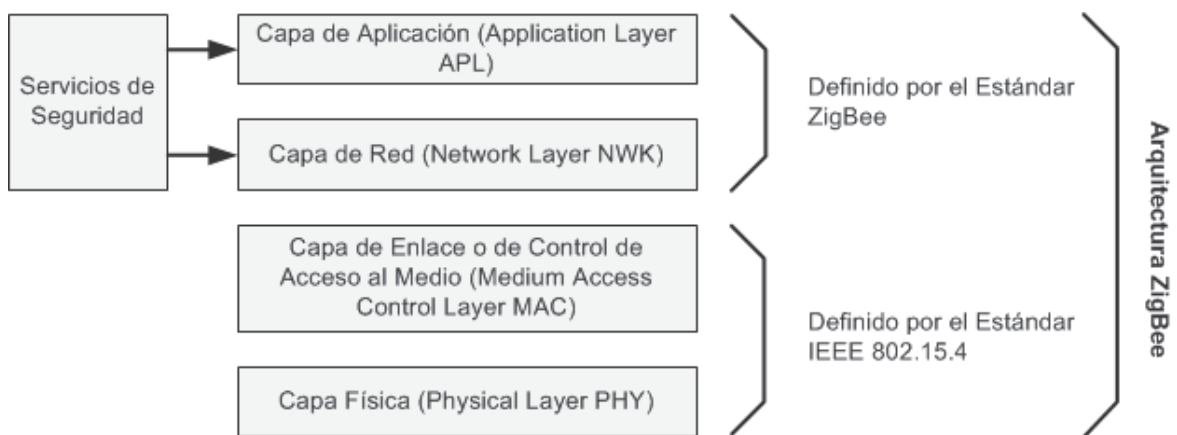 Servicios de
Seguridad
Capa de Aplicación (Application Layer
APL)
Capa de Red (Network Layer NWK)
Capa de Enlace o de Control de
Acceso al Medio (Medium Access
Control Layer MAC)
Capa Física (Physical Layer PHY)
Definido por el Estándar
ZigBee
Definido por el Estándar
IEEE 802.15.4
Arquitectura ZigBee